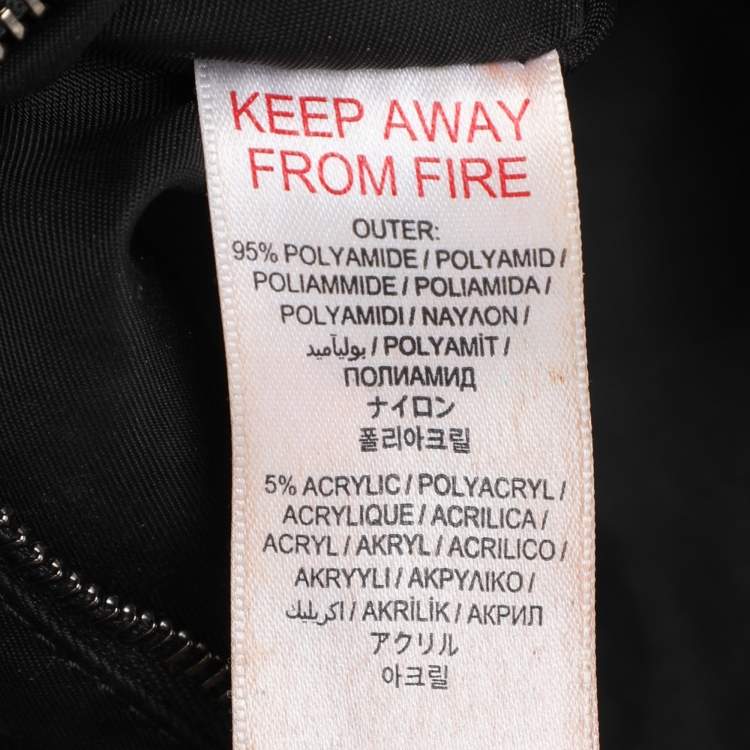 KEEP AWAY
FROM FIRE
OUTER:
95% POLYAMIDE / POLYAMID /
POLIAMMIDE / POLIAMIDA /
POLYAMIDI / ΝΑΥΛΟΝ /
بوليآميد / POLYAMİT /
ПОЛИАМИД
ナイロン
폴리아크릴
5% ACRYLIC / POLYACRYL /
ACRYLIQUE / ACRILICA /
ACRYL / AKRYL / ACRILICO /
AKRYYLI / ΑΚΡΥΛΙΚΟ /
اكريليك / AKRİLİK / АКРИЛ
アクリル
아크릴